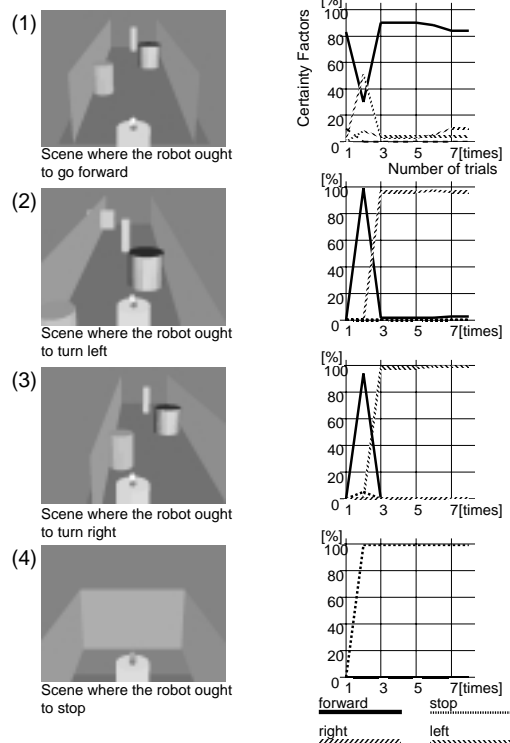 (1)
Scene where the robot ought
to go forward
[%]
100
80
60
40
20
0
Certainty Factors
1 3 5 7[times]
Number of trials
(2)
Scene where the robot ought
to turn left
[%]
100
80
60
40
20
0
1 3 5 7[times]
(3)
Scene where the robot ought
to turn right
[%]
100
80
60
40
20
0
1 3 5 7[times]
(4)
Scene where the robot ought
to stop
[%]
100
80
60
40
20
0
1 3 5 7[times]
forward stop
right left